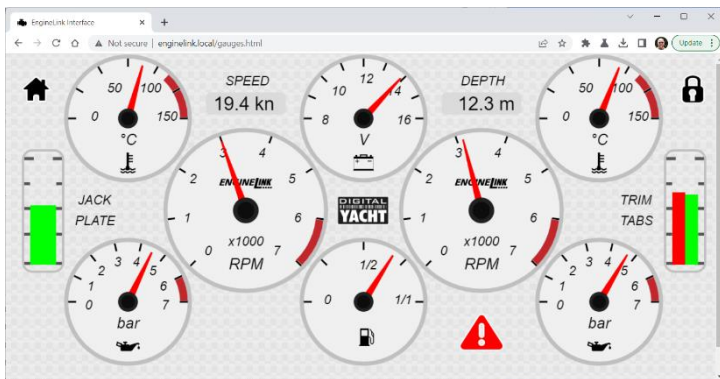 EngineLink Interface
Not secure | enginelink.local/gauges.html
Update
0 50 100 150
°C
SPEED
19.4 kn
8 10 12 14 16
V
DEPTH
12.3 m
0 50 100 150
°C
JACK
PLATE
0 1 2 3 4 5 6 7
ENGINELINK
x1000
RPM
DIGITAL
YACHT
0 1 2 3 4 5 6 7
ENGINELINK
x1000
RPM
TRIM
TABS
0 1 2 3 4 5 6 7
bar
0 1/2 1/1
0 1 2 3 4 5 6 7
bar